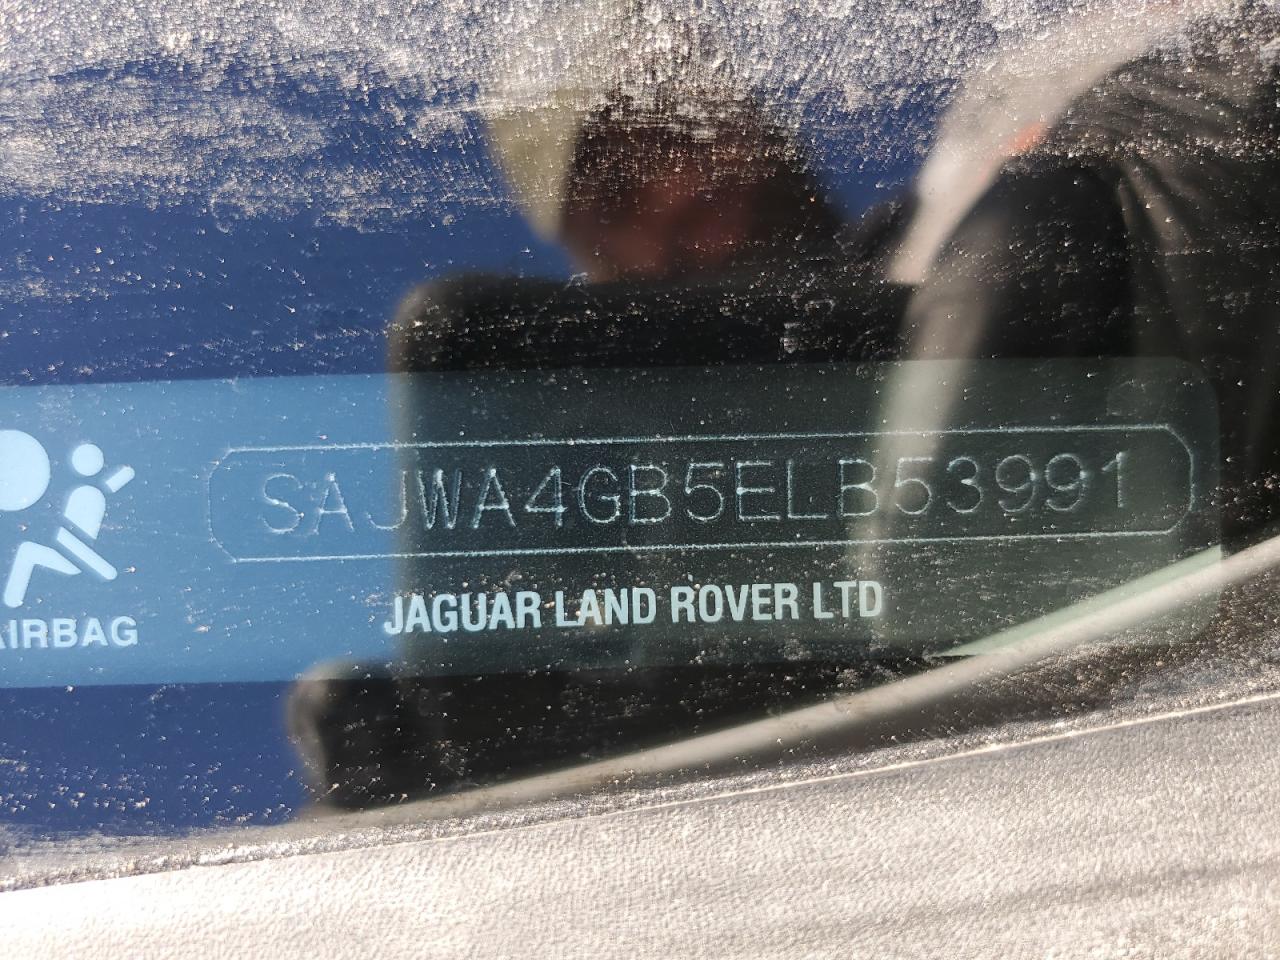 SAJWA4GB5ELB53991
AIRBAG
JAGUAR LAND ROVER LTD